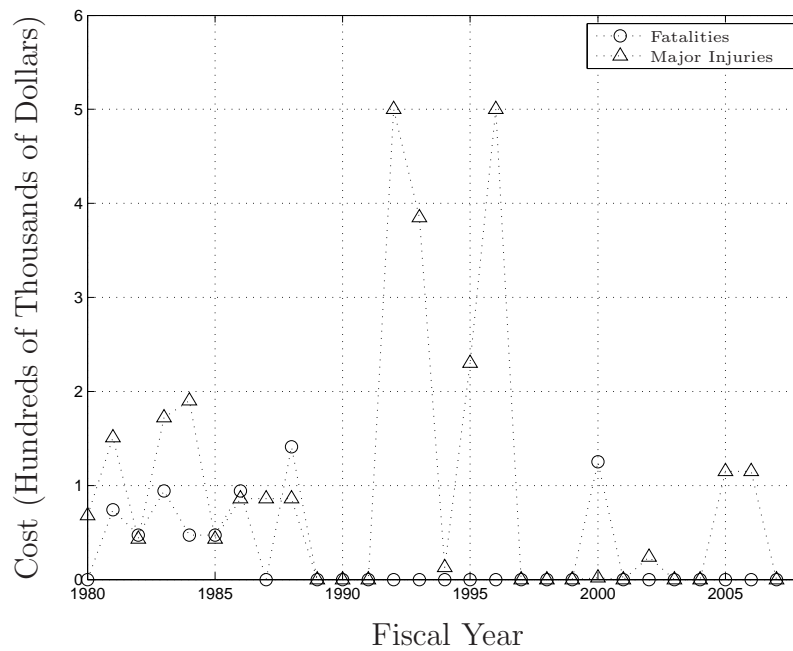 6
5
4
3
2
1
0
1980 1985 1990 1995 2000 2005
Cost (Hundreds of Thousands of Dollars)
Fiscal Year
Fatalities
Major Injuries